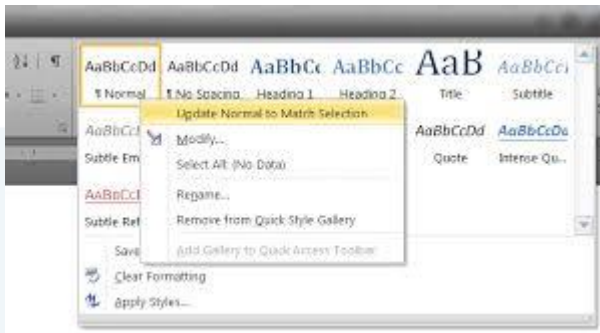 AaBbCcDd AaBbCcDd AaBbCc AaBbCc AaB AaBbCcI
¶ Normal ¶ No Spacing Heading 1 Heading 2 Title Subtitle
Update Normal to Match Selection
AaBbCcDd AaBbCcDc
Modify...
Subtle Em Quote Intense Qu...
Select All: (No Data)
AaBbCcI
Rename...
Subtle Ref Remove from Quick Style Gallery
Save Add Gallery to Quick Access Toolbar
Clear Formatting
Apply Styles...